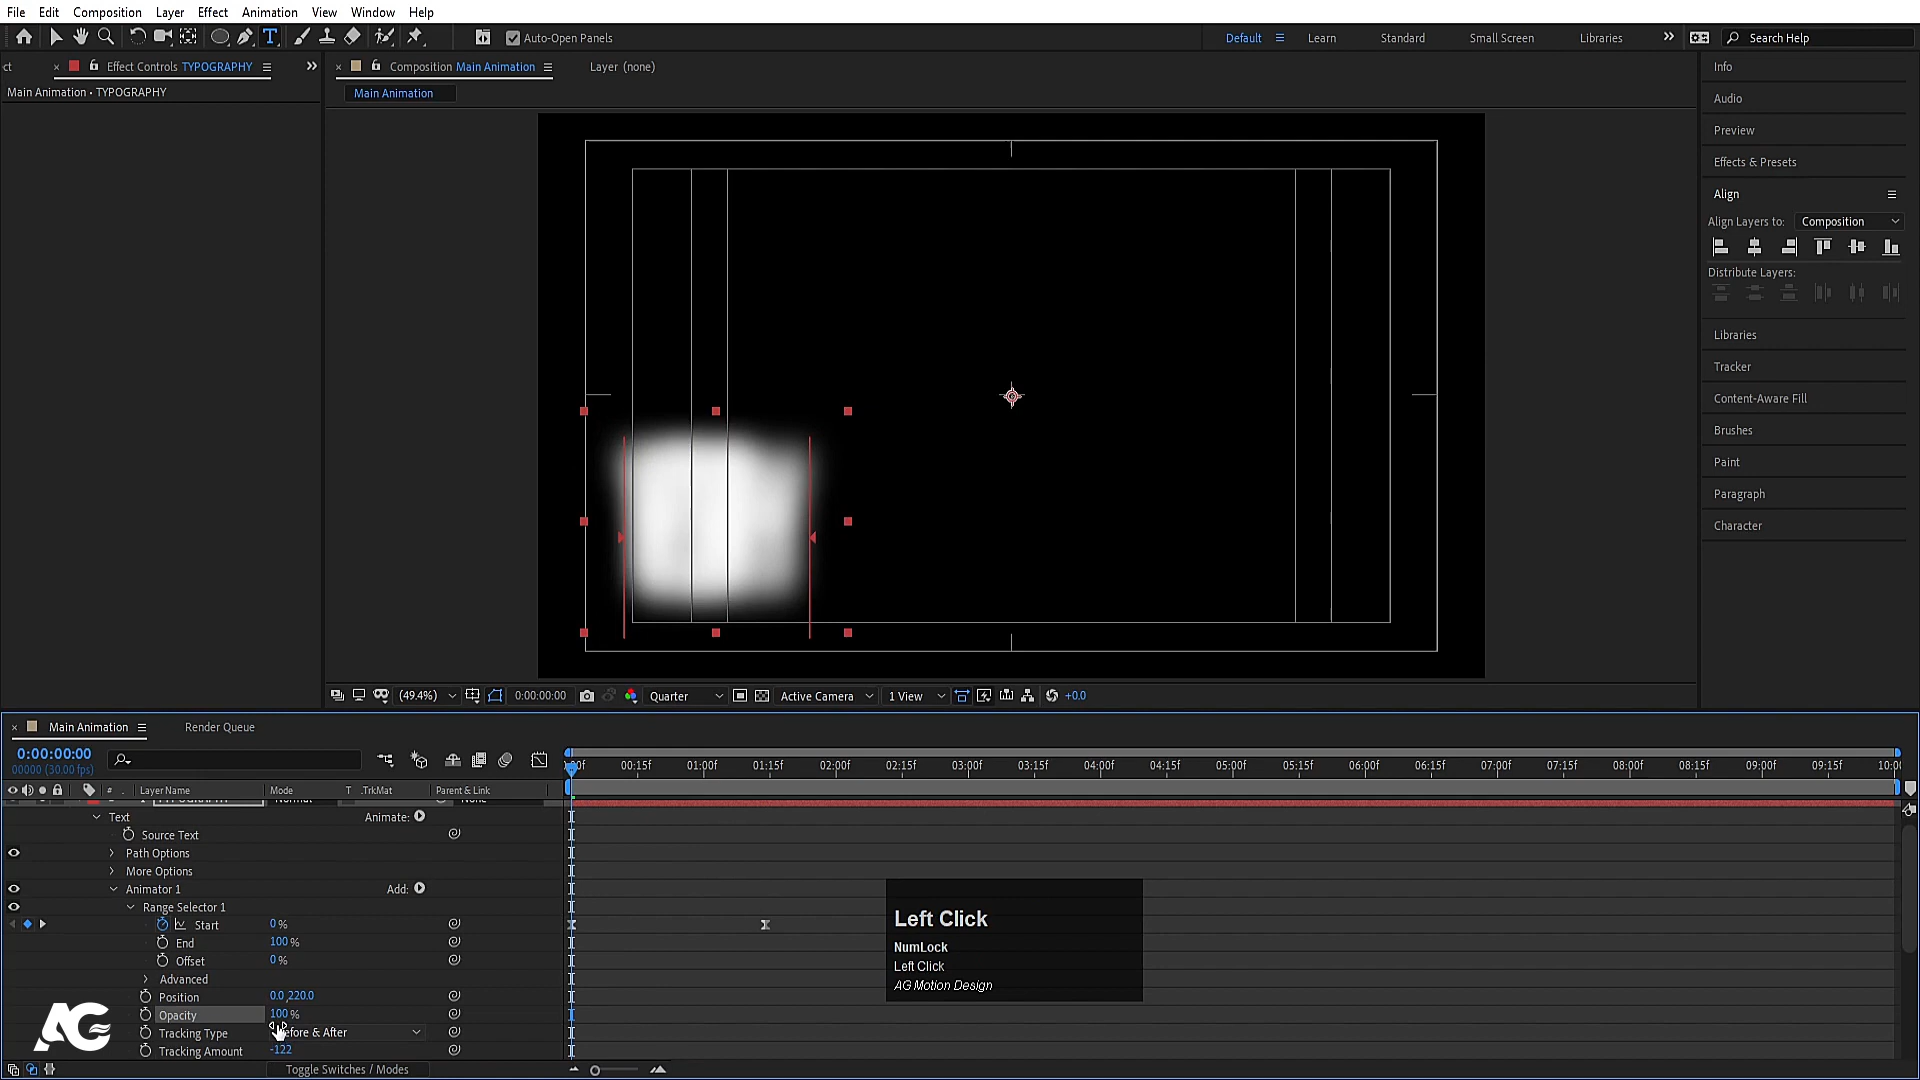 File Edit Composition Layer Effect Animation View Window Help
Auto-Open Panels Default Learn Standard Small Screen Libraries Search Help
ct × Effect Controls TYPOGRAPHY × Composition Main Animation Layer (none)
Main Animation • TYPOGRAPHY
Main Animation
Info
Audio
Preview
Effects & Presets
Align
Align Layers to: Composition
Distribute Layers:
Libraries
Tracker
Content-Aware Fill
Brushes
Paint
Paragraph
Character
(49.4%) 0:00:00:00 Quarter Active Camera 1 View +0.0
× Main Animation Render Queue
0:00:00:00
00000 (30.00 fps)
:00f 00:15f 01:00f 01:15f 02:00f 02:15f 03:00f 03:15f 04:00f 04:15f 05:00f 05:15f 06:00f 06:15f 07:00f 07:15f 08:00f 08:15f 09:00f 09:15f 10:00
# . Layer Name Mode T .TrkMat Parent & Link
Text Animate:
Source Text
Path Options
More Options
Animator 1 Add:
Range Selector 1
Start 0 %
End 100 %
Offset 0 %
Advanced
Position 0.0 ,220.0
Opacity 100 %
Tracking Type efore & After
Tracking Amount -122
Toggle Switches / Modes
Left Click
NumLock
Left Click
AG Motion Design
AG